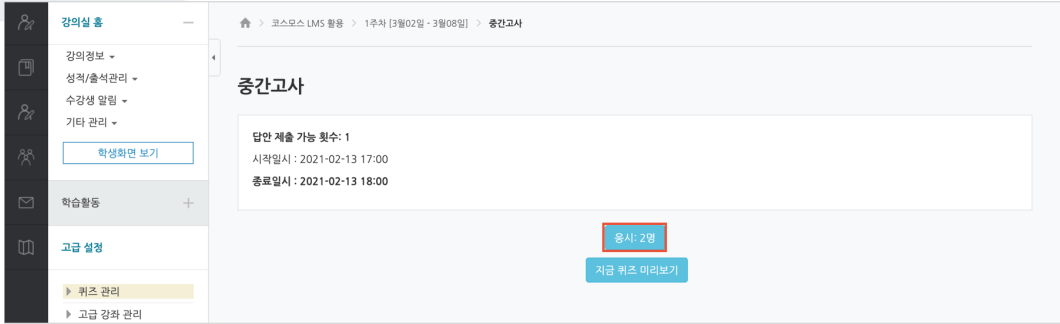 강의실 홈
강의정보
성적/출석관리
수강생 알림
기타 관리
학생화면 보기
학습활동
고급 설정
퀴즈 관리
고급 강좌 관리
코스모스 LMS 활용 > 1주차 [3월02일 - 3월08일] > 중간고사
중간고사
답안 제출 가능 횟수: 1
시작일시 : 2021-02-13 17:00
종료일시 : 2021-02-13 18:00
응시: 2명
지금 퀴즈 미리보기